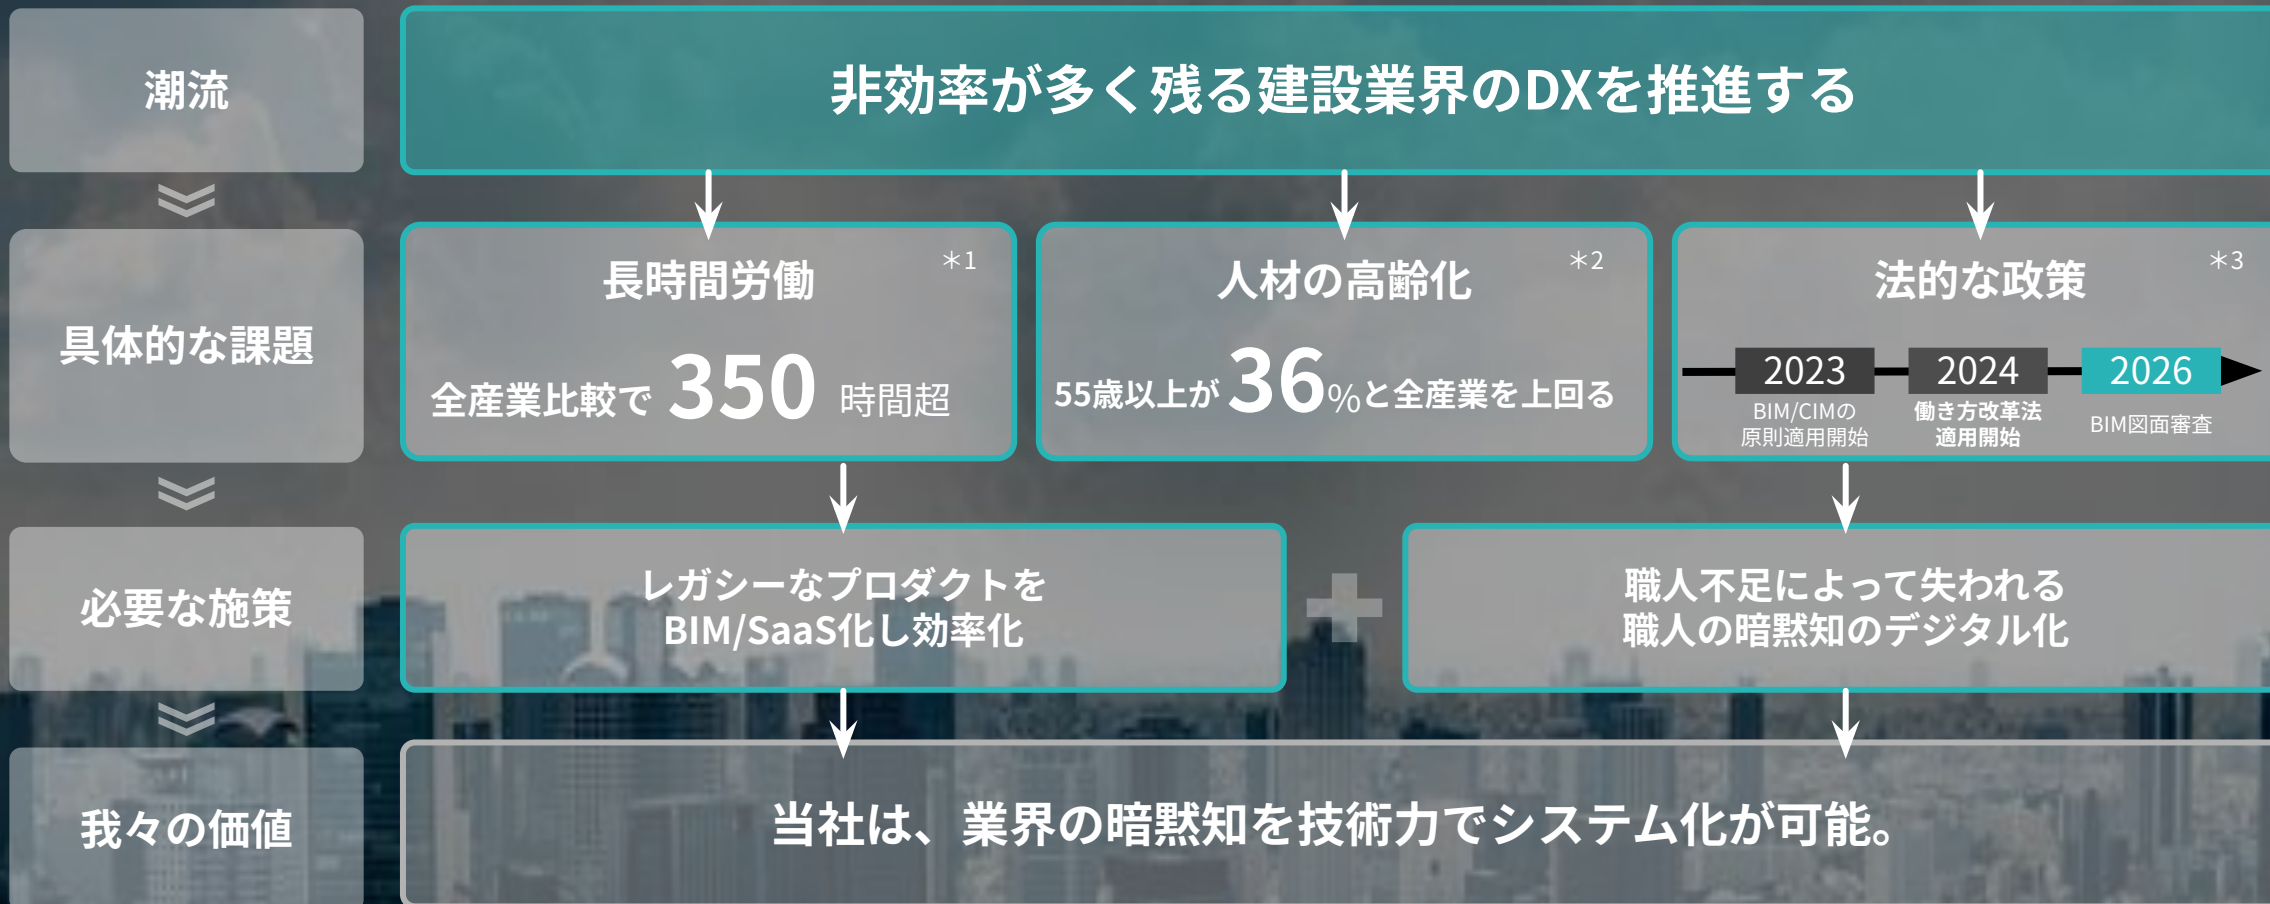 潮流
非効率が多く残る建設業界のDXを推進する
具体的な課題
長時間労働
＊1
全産業比較で 350 時間超
人材の高齢化
＊2
55歳以上が36%と全産業を上回る
法的な政策
＊3
2023
2024
2026
BIM/CIMの
原則適用開始
働き方改革法
適用開始
BIM図面審査
必要な施策
レガシーなプロダクトを
BIM/SaaS化し効率化
職人不足によって失われる
職人の暗黙知のデジタル化
我々の価値
当社は、業界の暗黙知を技術力でシステム化が可能。